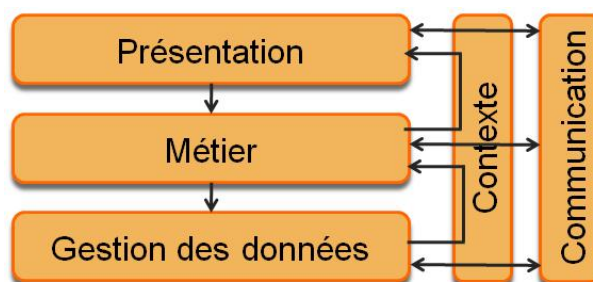 Présentation
Métier
Gestion des données
Contexte
Communication